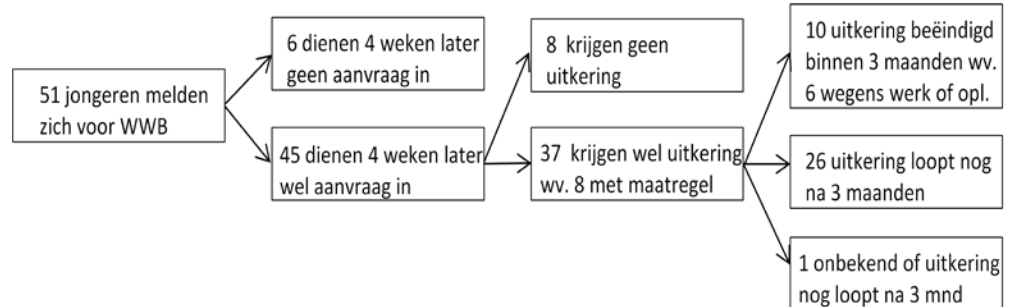 51 jongeren melden
zich voor WWB
6 dienen 4 weken later
geen aanvraag in
45 dienen 4 weken later
wel aanvraag in
8 krijgen geen
uitkering
37 krijgen wel uitkering
wv. 8 met maatregel
10 uitkering beëindigd
binnen 3 maanden wv.
6 wegens werk of opl.
26 uitkering loopt nog
na 3 maanden
1 onbekend of uitkering
nog loopt na 3 mnd